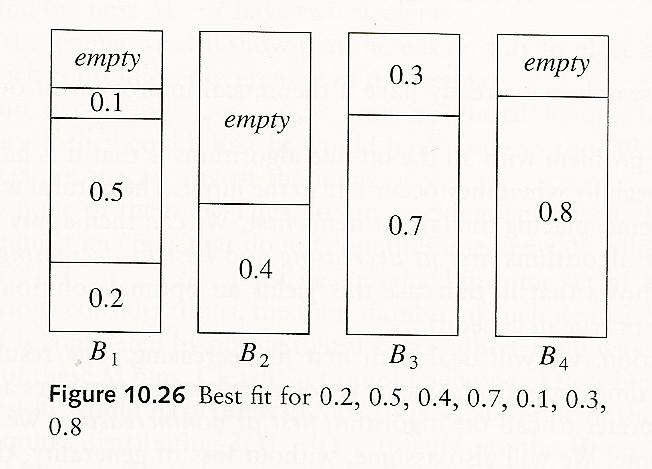 empty
0.1
0.5
0.2
B1
empty
0.4
B2
0.3
0.7
B3
empty
0.8
B4
Figure 10.26 Best fit for 0.2, 0.5, 0.4, 0.7, 0.1, 0.3,
0.8